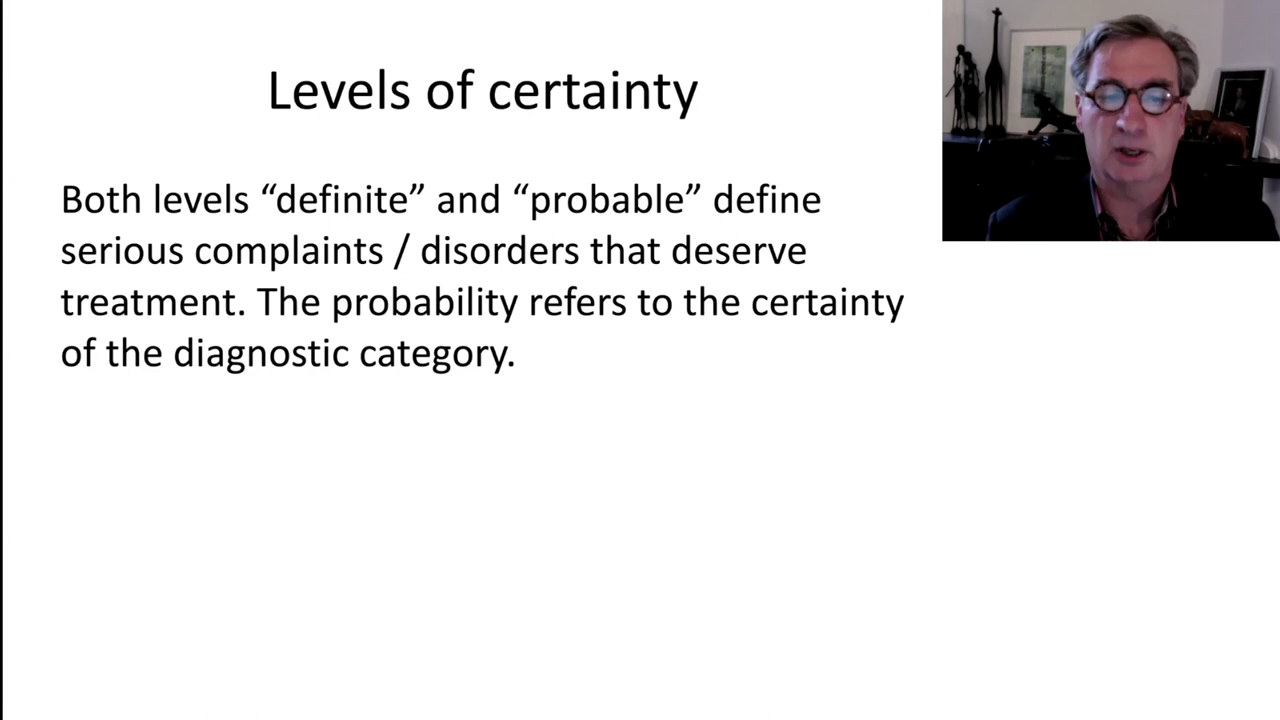 Levels of certainty
Both levels “definite” and “probable” define
serious complaints / disorders that deserve
treatment. The probability refers to the certainty
of the diagnostic category.